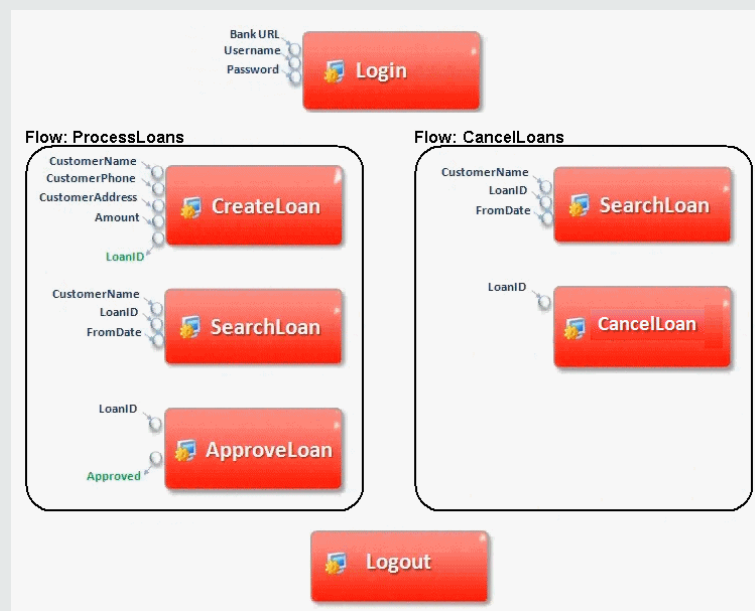 Bank URL
Username
Password
Login
Flow: ProcessLoans
CustomerName
CustomerPhone
CustomerAddress
Amount
LoanID
CreateLoan
CustomerName
LoanID
FromDate
SearchLoan
LoanID
Approved
ApproveLoan
Flow: CancelLoans
CustomerName
LoanID
FromDate
SearchLoan
LoanID
CancelLoan
Logout